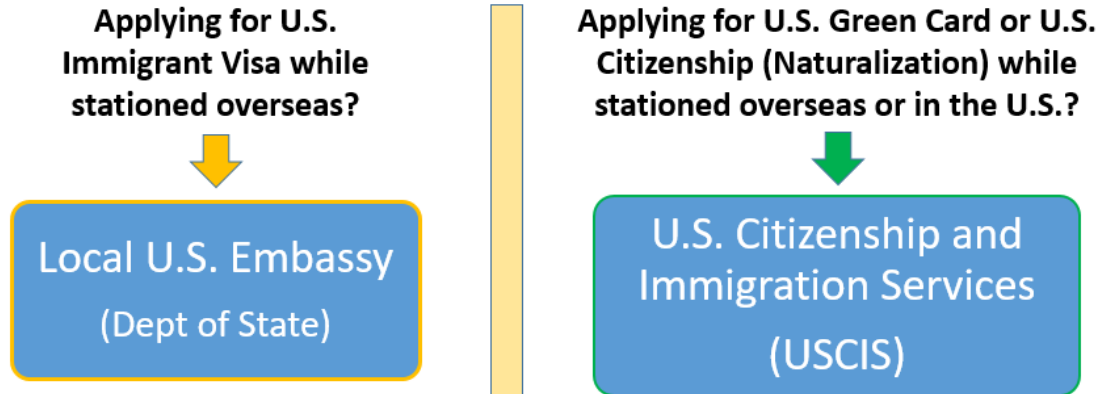 Applying for U.S.
Immigrant Visa while
stationed overseas?
Local U.S. Embassy
(Dept of State)
Applying for U.S. Green Card or U.S.
Citizenship (Naturalization) while
stationed overseas or in the U.S.?
U.S. Citizenship and
Immigration Services
(USCIS)